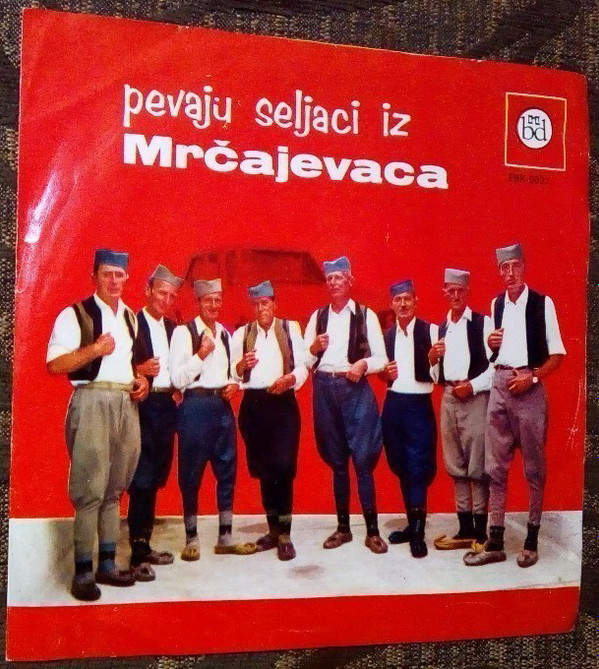 pevaju seljaci iz
Mrčajevaca
bd